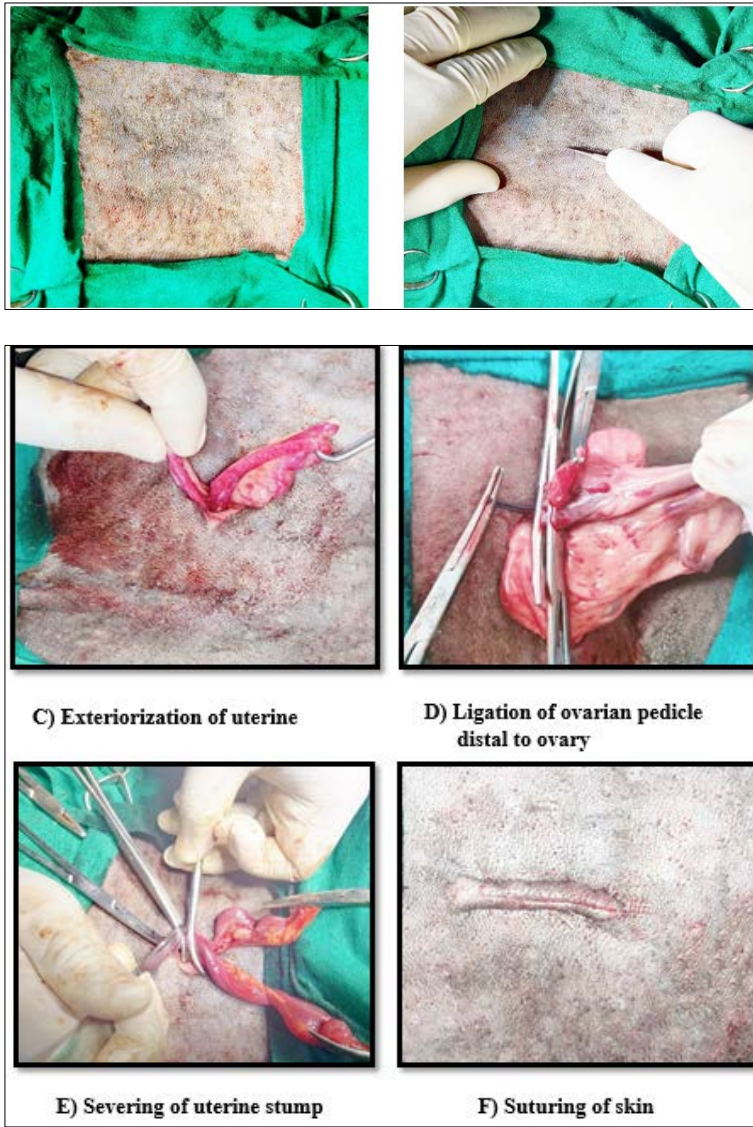 C) Exteriorization of uterine
D) Ligation of ovarian pedicle
distal to ovary
E) Severing of uterine stump
F) Suturing of skin